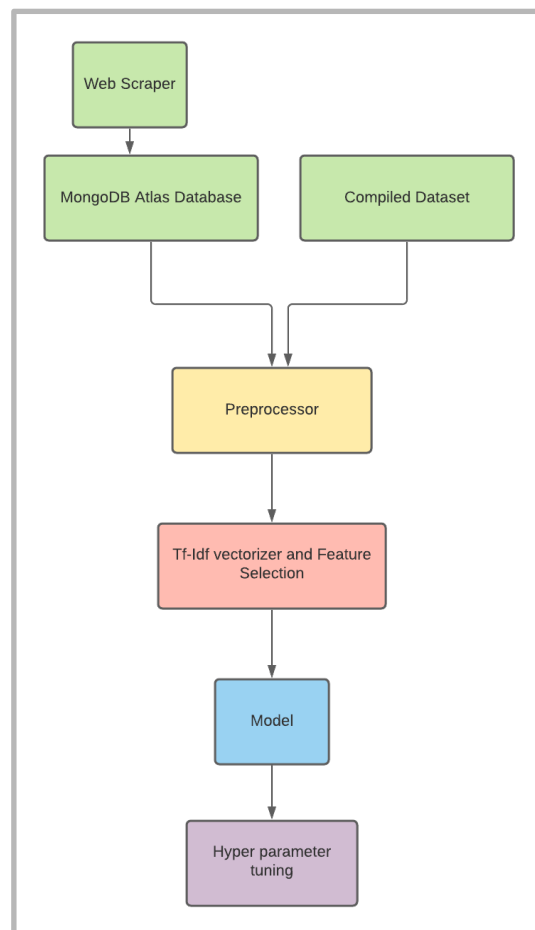 Web Scraper
MongoDB Atlas Database
Compiled Dataset
Preprocessor
Tf-Idf vectorizer and Feature
Selection
Model
Hyper parameter
tuning